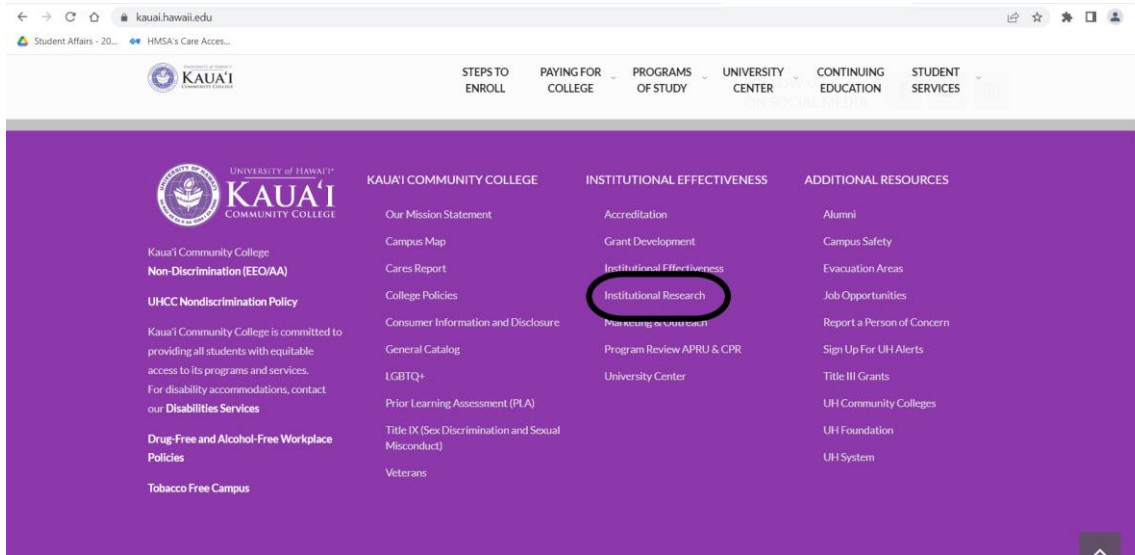 kauai.hawaii.edu
Student Affairs - 20...
HMSA's Care Acces...
KAUA'I
COMMUNITY COLLEGE
STEPS TO
ENROLL
PAYING FOR
COLLEGE
PROGRAMS
OF STUDY
UNIVERSITY
CENTER
CONTINUING
EDUCATION
STUDENT
SERVICES
UNIVERSITY of HAWAI'I®
KAUA'I
COMMUNITY COLLEGE
Kaua'i Community College
Non-Discrimination (EEO/AA)
UHCC Nondiscrimination Policy
Kaua'i Community College is committed to
providing all students with equitable
access to its programs and services.
For disability accommodations, contact
our Disabilities Services
Drug-Free and Alcohol-Free Workplace
Policies
Tobacco Free Campus
KAUA'I COMMUNITY COLLEGE
Our Mission Statement
Campus Map
Cares Report
College Policies
Consumer Information and Disclosure
General Catalog
LGBTQ+
Prior Learning Assessment (PLA)
Title IX (Sex Discrimination and Sexual
Misconduct)
Veterans
INSTITUTIONAL EFFECTIVENESS
Accreditation
Grant Development
Institutional Effectiveness
Institutional Research
Marketing & Outreach
Program Review APRU & CPR
University Center
ADDITIONAL RESOURCES
Alumni
Campus Safety
Evacuation Areas
Job Opportunities
Report a Person of Concern
Sign Up For UH Alerts
Title III Grants
UH Community Colleges
UH Foundation
UH System